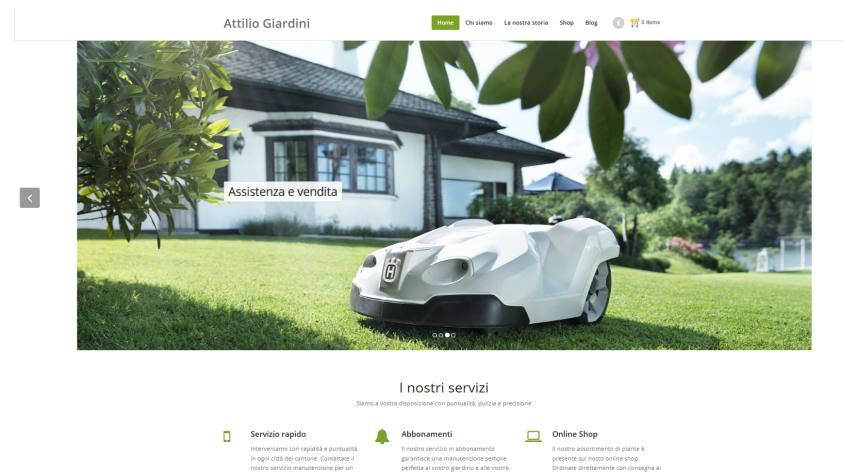 Attilio Giardini
Home Chi siamo La nostra storia Shop Blog 0 items
Assistenza e vendita
I nostri servizi
Siamo a vostra disposizione con puntualità, pulizia e precisione
Servizio rapido
Interveniamo con rapidità e puntualità
in ogni città del cantone. Contattate il
nostro servizio manutenzione per un
Abbonamenti
Il nostro servizio in abbonamento
garantisce una manutenzione sempre
perfetta al vostro giardino e alle vostre
Online Shop
Il nostro assortimento di piante è
presente sul nosto online shop.
Ordinate direttamente con consegna al